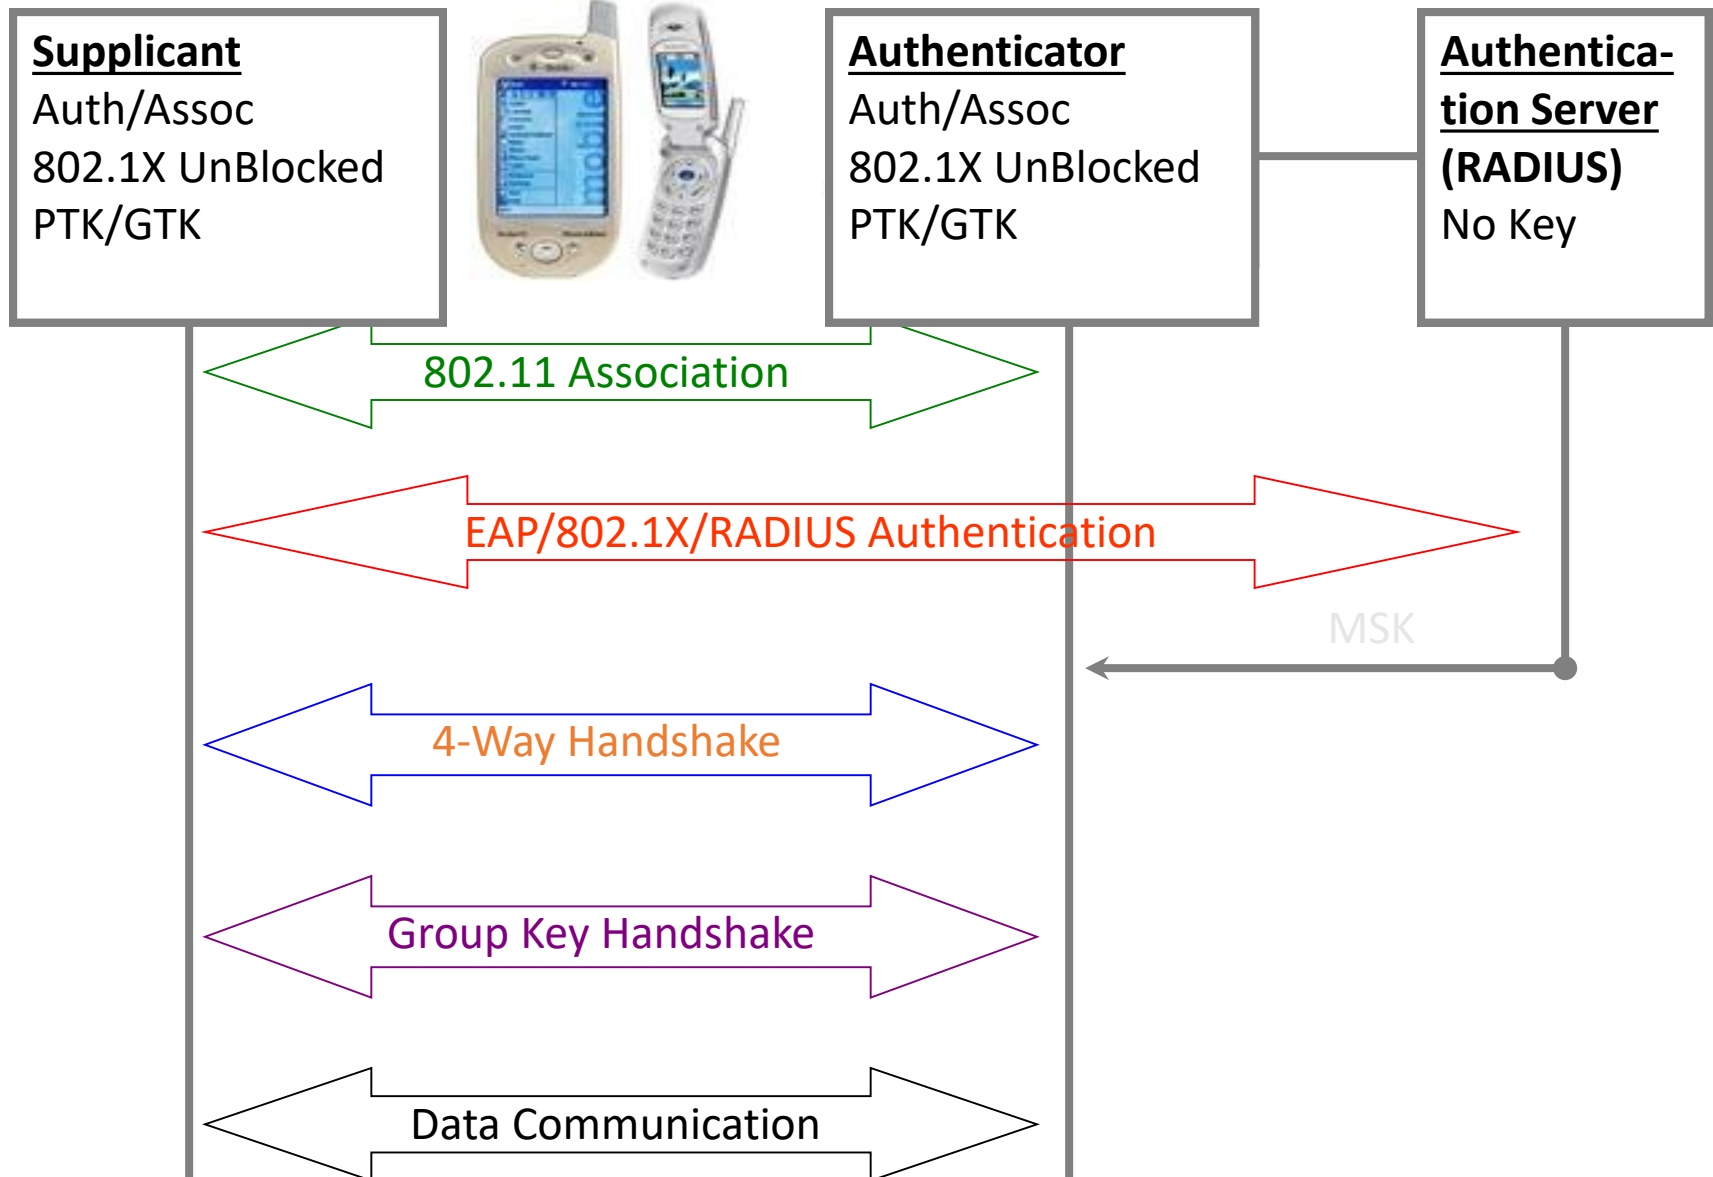 Supplicant
Auth/Assoc
802.1X UnBlocked
PTK/GTK
mobile
Authenticator
Auth/Assoc
802.1X UnBlocked
PTK/GTK
Authentica-
tion Server
(RADIUS)
No Key
802.11 Association
EAP/802.1X/RADIUS Authentication
MSK
4-Way Handshake
Group Key Handshake
Data Communication